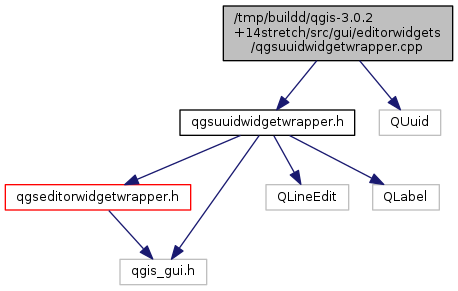 /tmp/buildd/qgis-3.0.2
+14stretch/src/gui/editorwidgets
/qgsuuidwidgetwrapper.cpp
qgsuuidwidgetwrapper.h
QUuid
qgseditorwidgetwrapper.h
QLineEdit
QLabel
qgis_gui.h